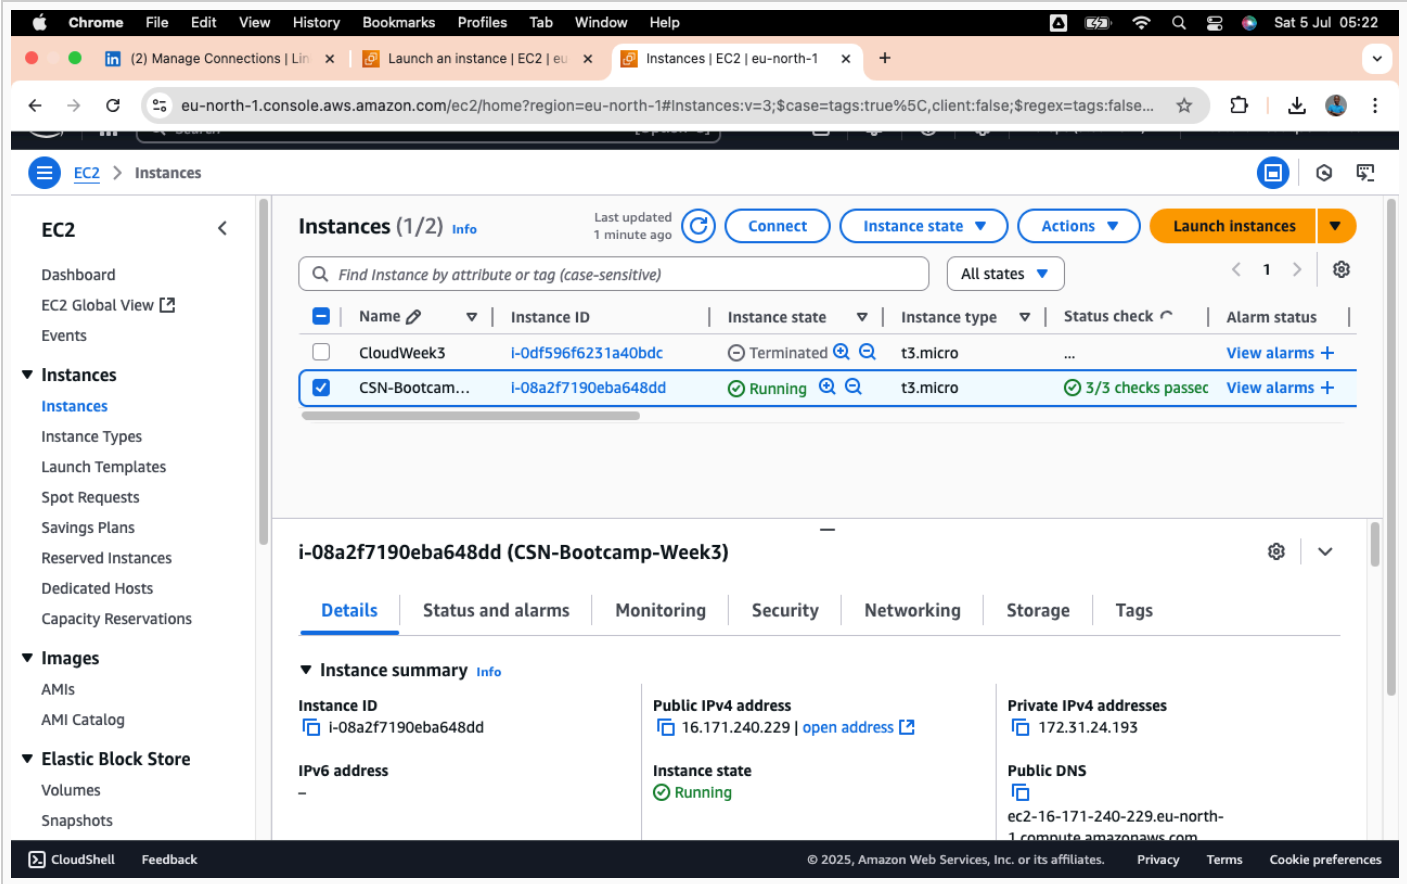 Chrome File Edit View History Bookmarks Profiles Tab Window Help Sat 5 Jul 05:22
(2) Manage Connections | Lin Launch an instance | EC2 | eu Instances | EC2 | eu-north-1
eu-north-1.console.aws.amazon.com/ec2/home?region=eu-north-1#Instances:v=3;$case=tags:true%5C,client:false;$regex=tags:false...
EC2 Instances
EC2
Dashboard
EC2 Global View
Events
Instances
Instances
Instance Types
Launch Templates
Spot Requests
Savings Plans
Reserved Instances
Dedicated Hosts
Capacity Reservations
Images
AMIs
AMI Catalog
Elastic Block Store
Volumes
Snapshots
Instances (1/2) Info
Last updated
1 minute ago
Connect Instance state Actions Launch instances
Find Instance by attribute or tag (case-sensitive) All states 1
Name Instance ID Instance state Instance type Status check Alarm status
CloudWeek3 i-0df596f6231a40bdc Terminated t3.micro ... View alarms +
CSN-Bootcam... i-08a2f7190eba648dd Running t3.micro 3/3 checks passec View alarms +
i-08a2f7190eba648dd (CSN-Bootcamp-Week3)
Details Status and alarms Monitoring Security Networking Storage Tags
Instance summary Info
Instance ID
i-08a2f7190eba648dd
Public IPv4 address
16.171.240.229 | open address
Private IPv4 addresses
172.31.24.193
IPv6 address
–
Instance state
Running
Public DNS
ec2-16-171-240-229.eu-north-
1.compute.amazonaws.com
CloudShell Feedback © 2025, Amazon Web Services, Inc. or its affiliates. Privacy Terms Cookie preferences